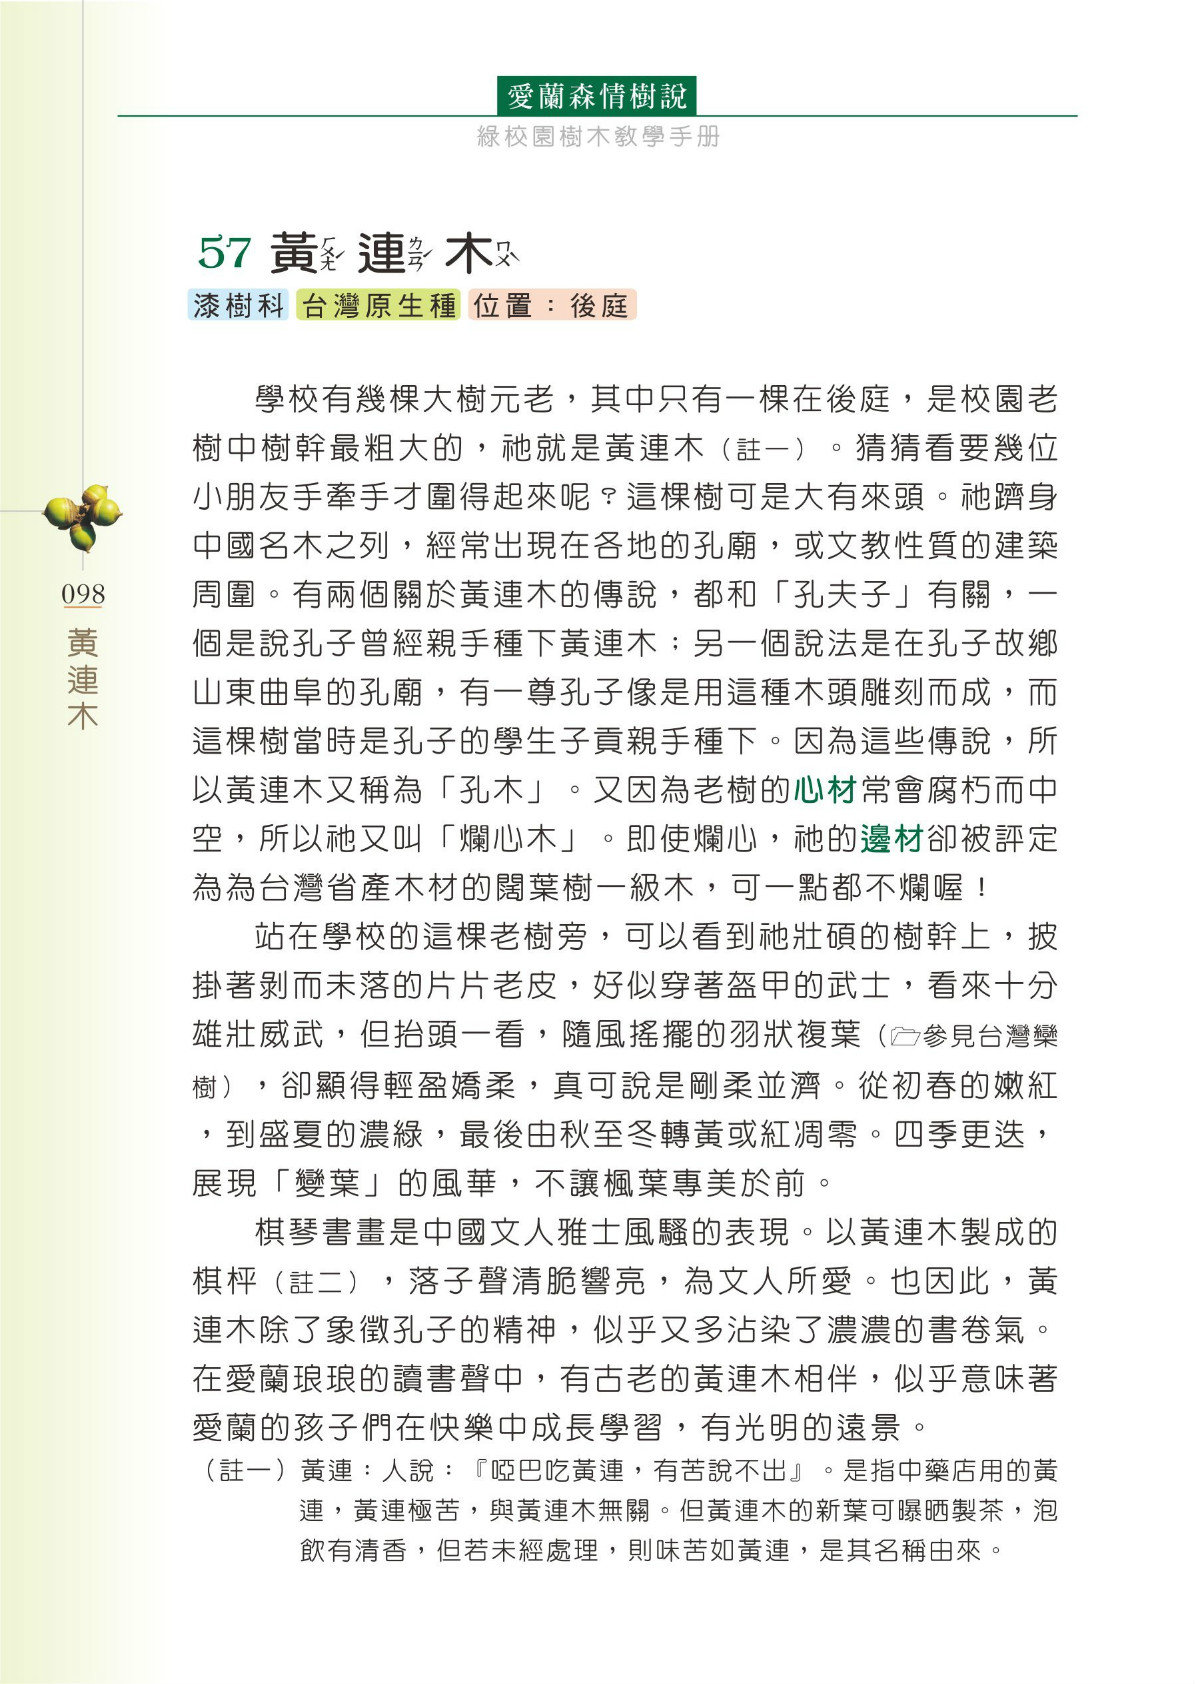 愛蘭森情樹說
綠校園樹木教學手册
57 黃ㄏㄨㄤˊ連ㄌㄧㄢˊ木ㄇㄨˋ
漆樹科 台灣原生種 位置：後庭
學校有幾棵大樹元老，其中只有一棵在後庭，是校園老
樹中樹幹最粗大的，祂就是黃連木（註一）。猜猜看要幾位
小朋友手牽手才圍得起來呢？這棵樹可是大有來頭。祂躋身
中國名木之列，經常出現在各地的孔廟，或文教性質的建築
周圍。有兩個關於黃連木的傳說，都和「孔夫子」有關，一
個是說孔子曾經親手種下黃連木；另一個說法是在孔子故鄉
山東曲阜的孔廟，有一尊孔子像是用這種木頭雕刻而成，而
這棵樹當時是孔子的學生子貢親手種下。因為這些傳說，所
以黃連木又稱為「孔木」。又因為老樹的心材常會腐朽而中
空，所以祂又叫「爛心木」。即使爛心，祂的邊材卻被評定
為為台灣省產木材的闊葉樹一級木，可一點都不爛喔！
站在學校的這棵老樹旁，可以看到祂壯碩的樹幹上，披
掛著剝而未落的片片老皮，好似穿著盔甲的武士，看來十分
雄壯威武，但抬頭一看，隨風搖擺的羽狀複葉（參見台灣欒
樹），卻顯得輕盈嬌柔，真可說是剛柔並濟。從初春的嫩紅
，到盛夏的濃綠，最後由秋至冬轉黃或紅凋零。四季更迭，
展現「變葉」的風華，不讓楓葉專美於前。
棋琴書畫是中國文人雅士風騷的表現。以黃連木製成的
棋枰（註二），落子聲清脆響亮，為文人所愛。也因此，黃
連木除了象徵孔子的精神，似乎又多沾染了濃濃的書卷氣。
在愛蘭琅琅的讀書聲中，有古老的黃連木相伴，似乎意味著
愛蘭的孩子們在快樂中成長學習，有光明的遠景。
（註一）黃連：人說：『啞巴吃黃連，有苦說不出』。是指中藥店用的黃
連，黃連極苦，與黃連木無關。但黃連木的新葉可曝晒製茶，泡
飲有清香，但若未經處理，則味苦如黃連，是其名稱由來。
098
黃連木